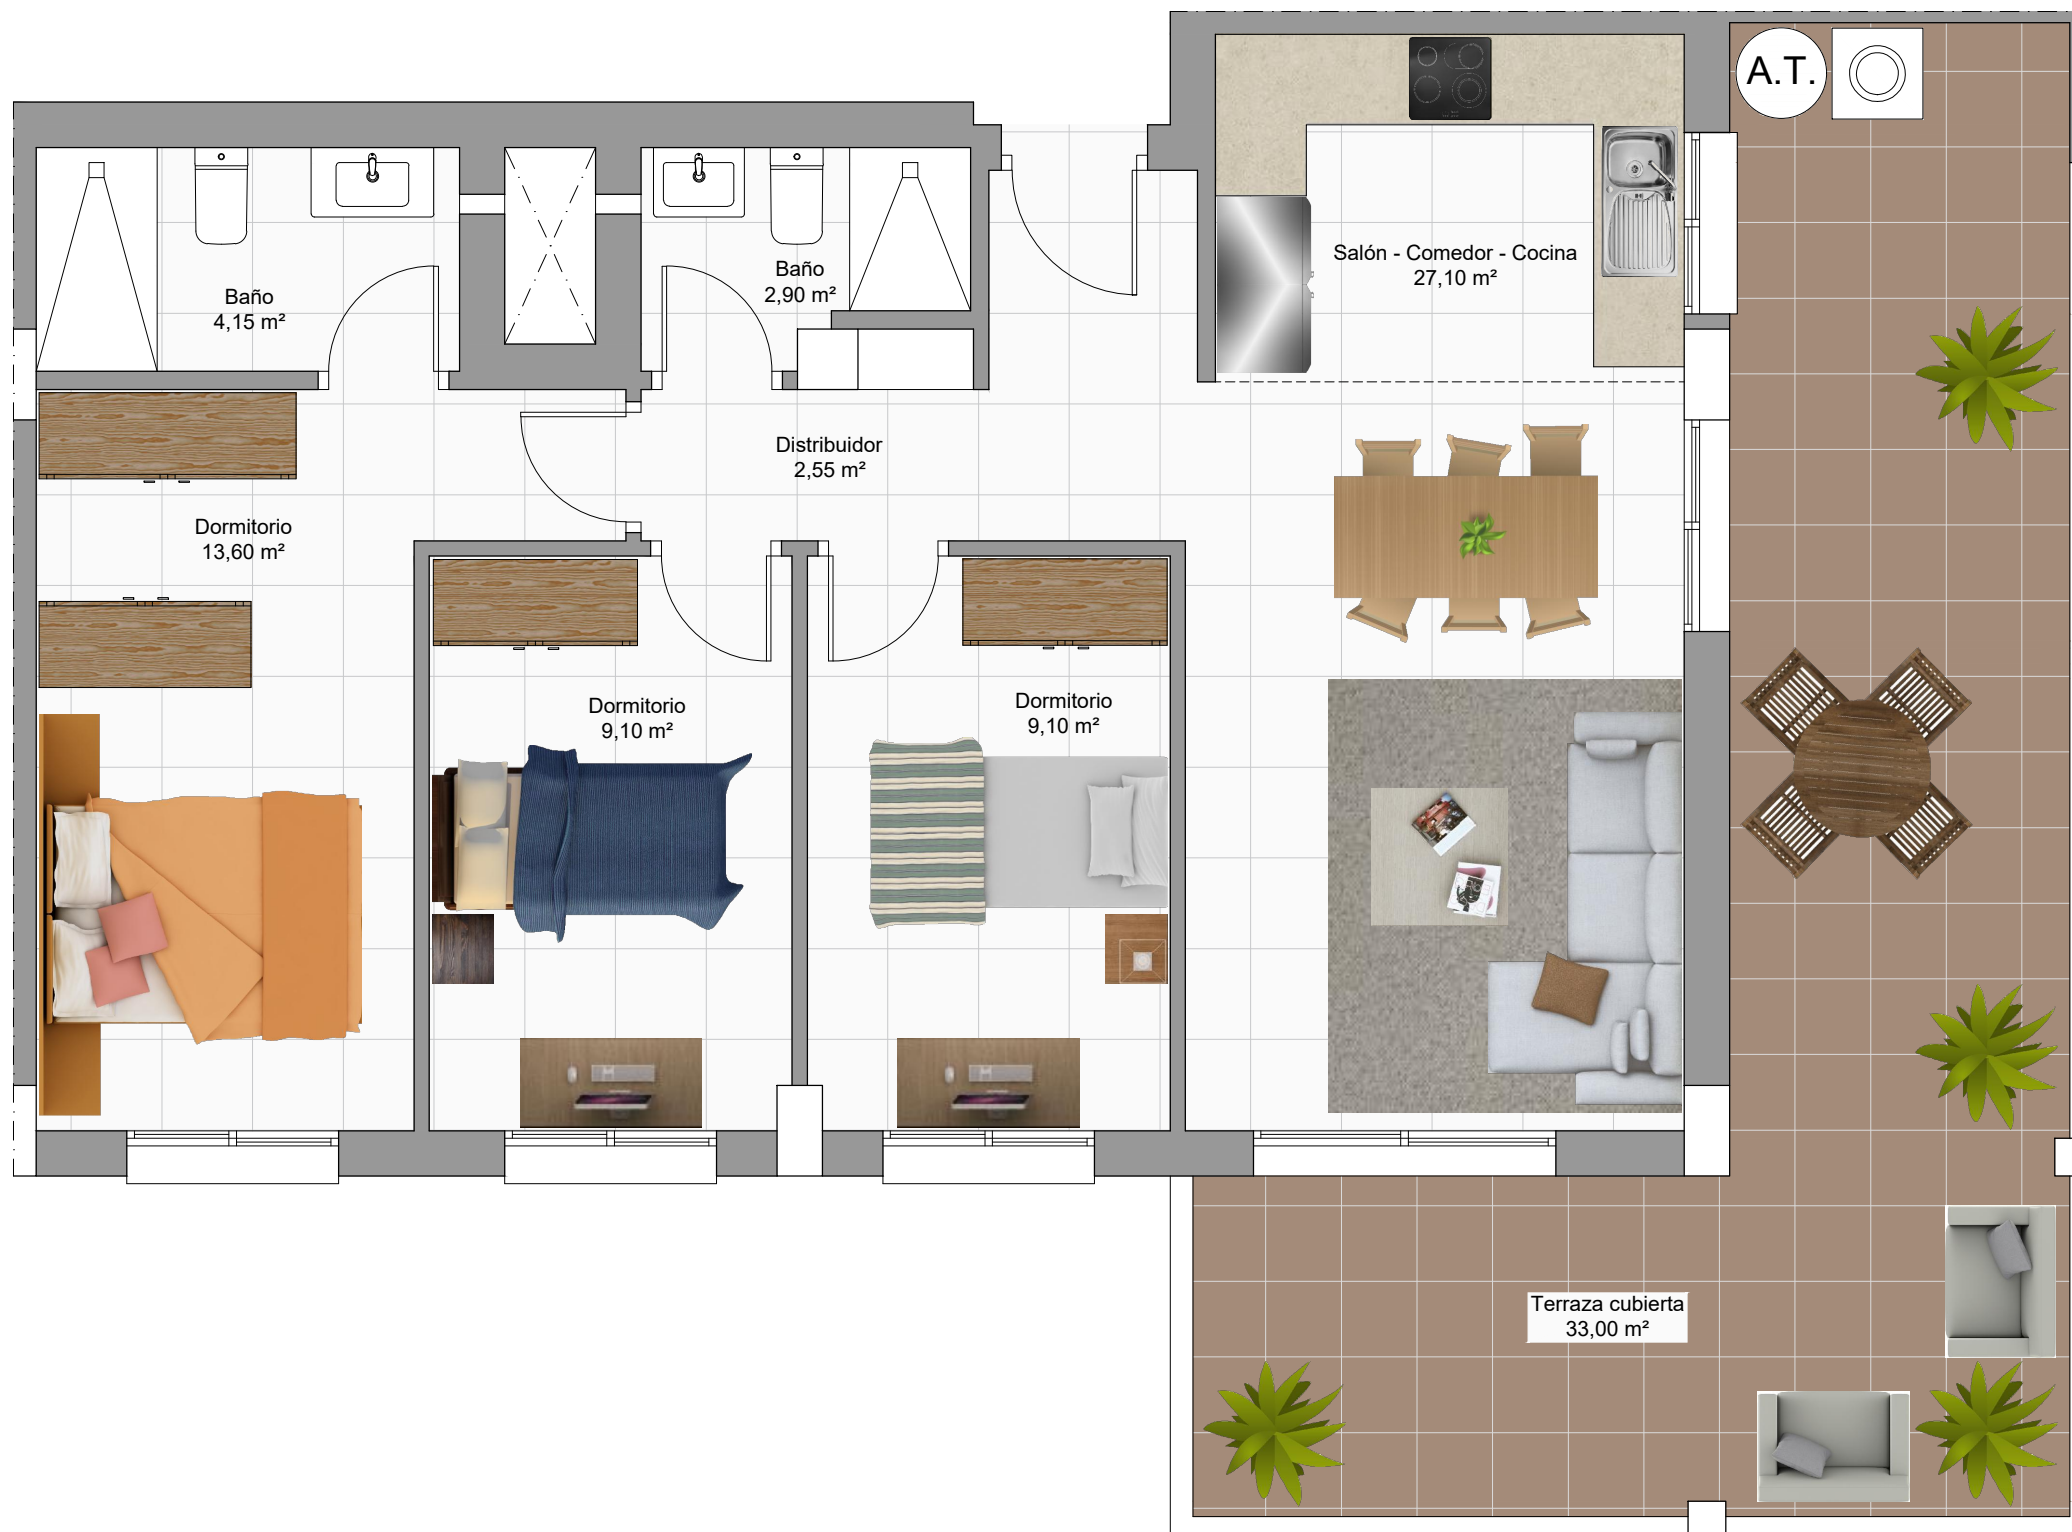 A.T.
Salón - Comedor - Cocina
27,10 m²
Baño
2,90 m²
Baño
4,15 m²
Distribuidor
2,55 m²
Dormitorio
13,60 m²
Dormitorio
9,10 m²
Dormitorio
9,10 m²
Terraza cubierta
33,00 m²